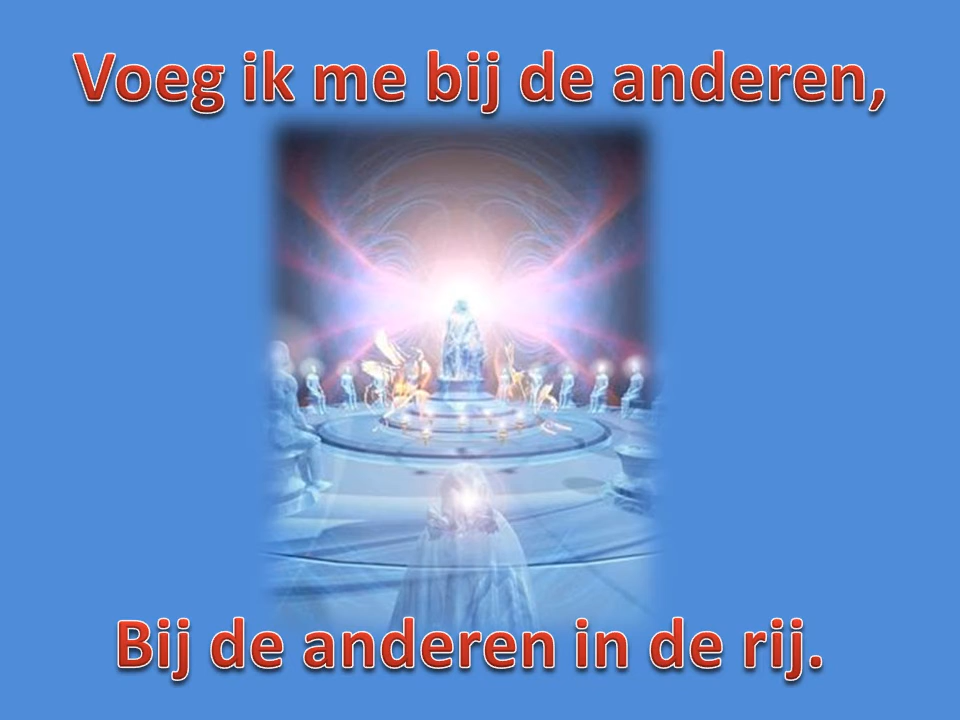 Voeg ik me bij de anderen,
Bij de anderen in de rij.